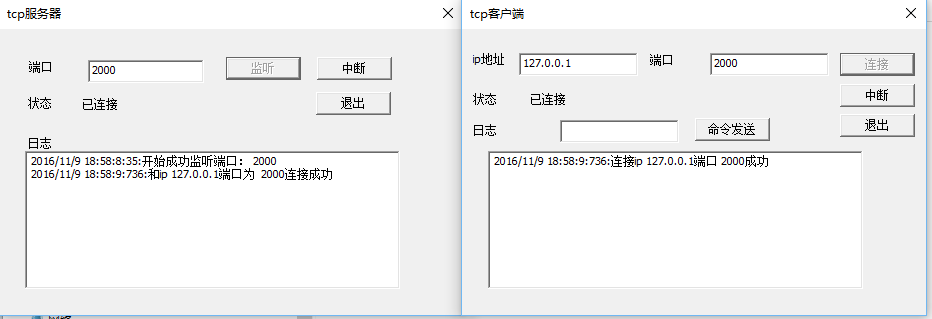 tcp服务器
端口
2000
监听
中断
状态
已连接
退出
日志
2016/11/9 18:58:8:35:开始成功监听端口： 2000
2016/11/9 18:58:9:736:和ip 127.0.0.1端口为 2000连接成功
tcp客户端
ip地址
127.0.0.1
端口
2000
连接
状态
已连接
中断
日志
命令发送
退出
2016/11/9 18:58:9:736:连接ip 127.0.0.1端口 2000成功